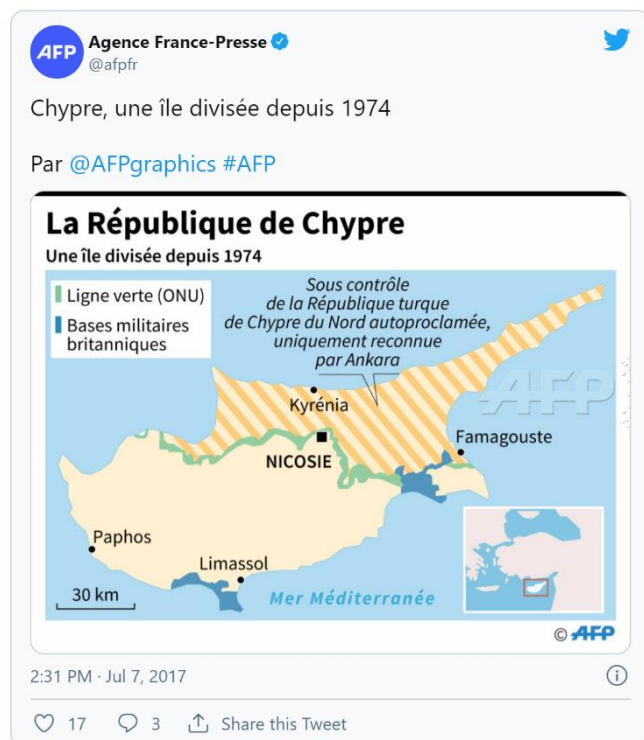 AFP
Agence France-Presse
@afpfr
Chypre, une île divisée depuis 1974
Par @AFPgraphics #AFP
La République de Chypre
Une île divisée depuis 1974
Ligne verte (ONU)
Bases militaires
britanniques
Sous contrôle
de la République turque
de Chypre du Nord autoproclamée,
uniquement reconnue
par Ankara
AFP
Kyrénia
Famagouste
NICOSIE
Paphos
Limassol
30 km
Mer Méditerranée
© AFP
2:31 PM · Jul 7, 2017
17
3
Share this Tweet